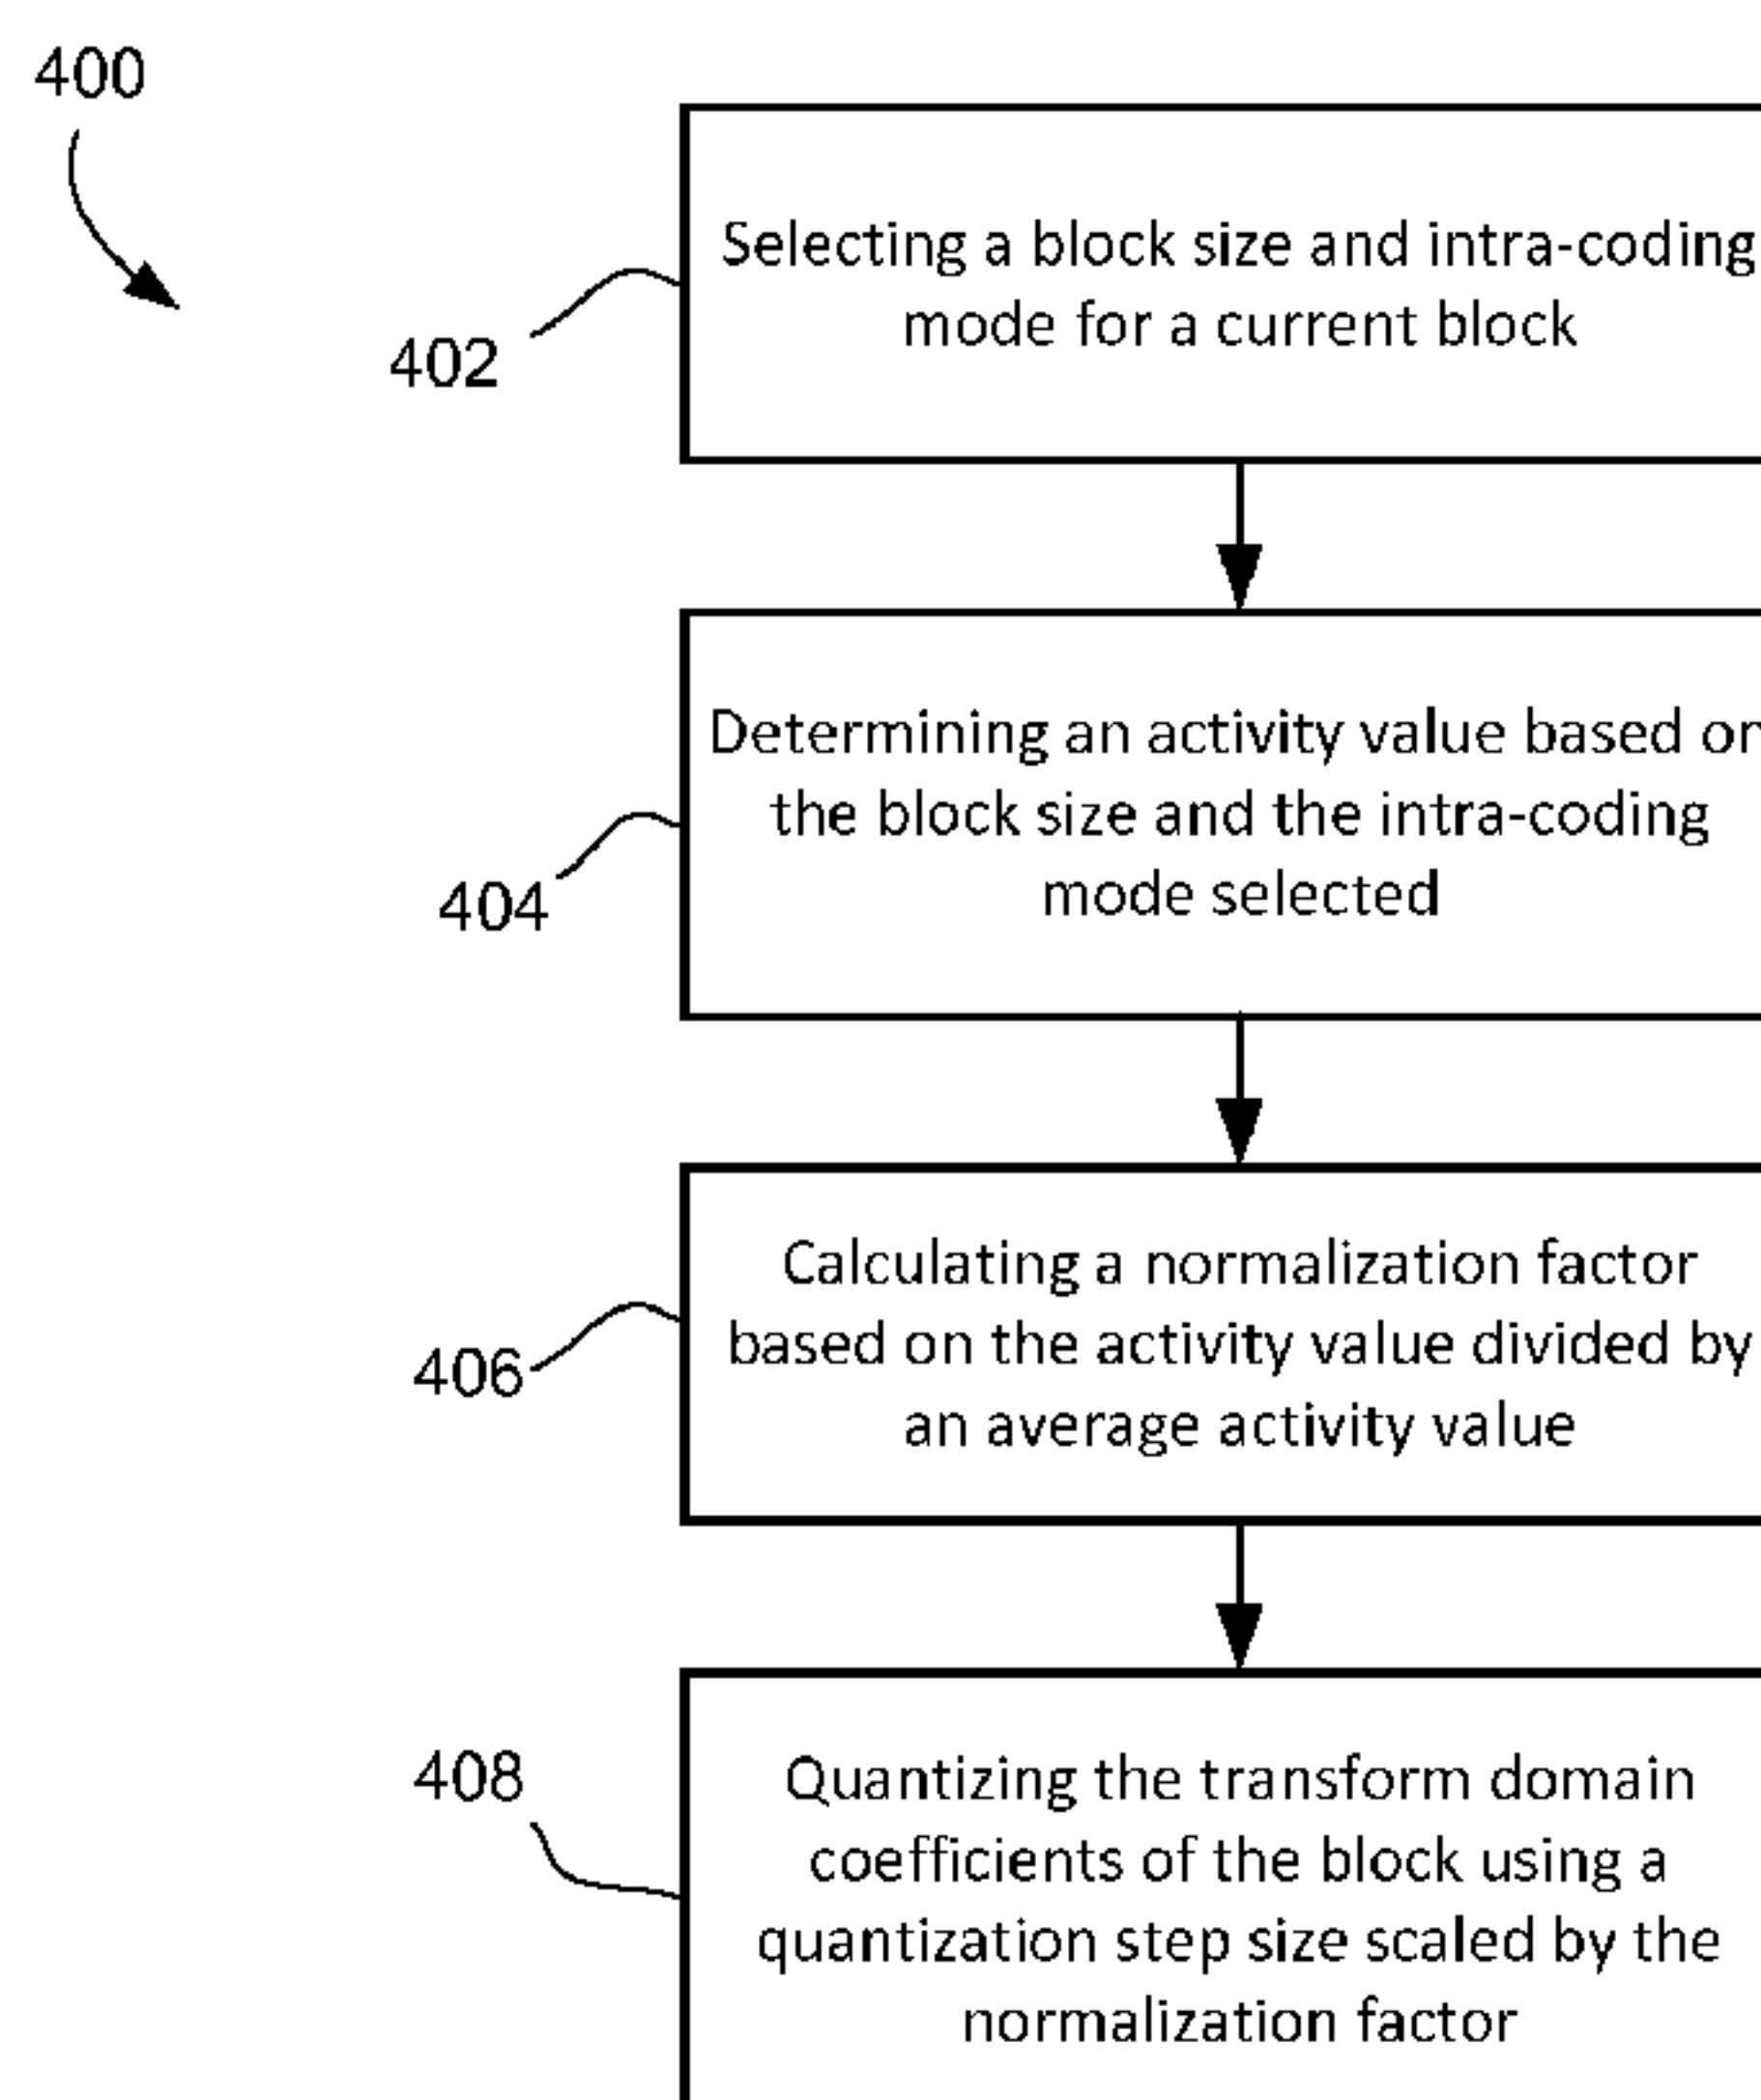 400
Selecting a block size and intra-coding
mode for a current block
402
Determining an activity value based on
the block size and the intra-coding
mode selected
404
Calculating a normalization factor
based on the activity value divided by
an average activity value
406
408
Quantizing the transform domain
coefficients of the block using a
quantization step size scaled by the
normalization factor